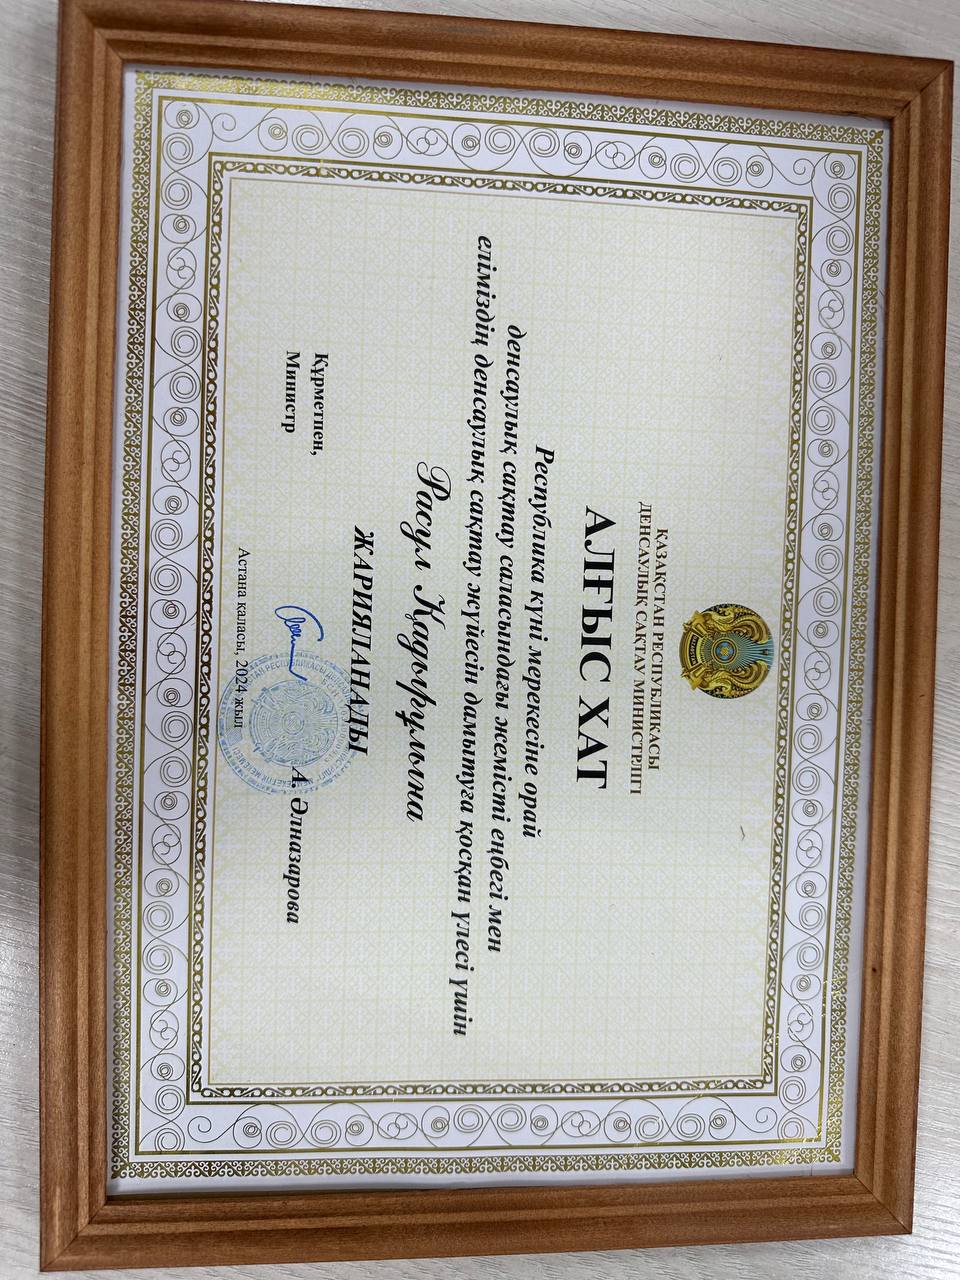 QAZAQSTAN
ҚАЗАҚСТАН РЕСПУБЛИКАСЫ
ДЕНСАУЛЫҚ САҚТАУ МИНИСТРЛІГІ
АЛҒЫС ХАТ
Республика күні мерекесіне орай
денсаулық сақтау саласындағы жемісті еңбегі мен
еліміздің денсаулық сақтау жүйесін дамытуға қосқан үлесі үшін
Расул Қадырұлына
ЖАРИЯЛАНАДЫ
Құрметпен,
Министр
А. Әлназарова
Астана қаласы, 2024 жыл